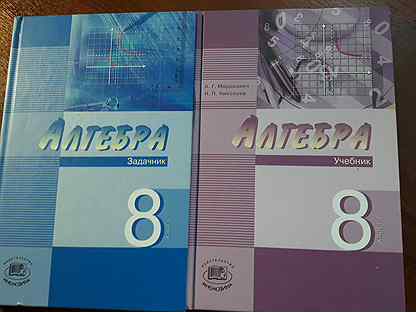 Алгебра
Задачник
8
А. Г. Мордкович
Н. П. Николаев
Алгебра
Учебник
8